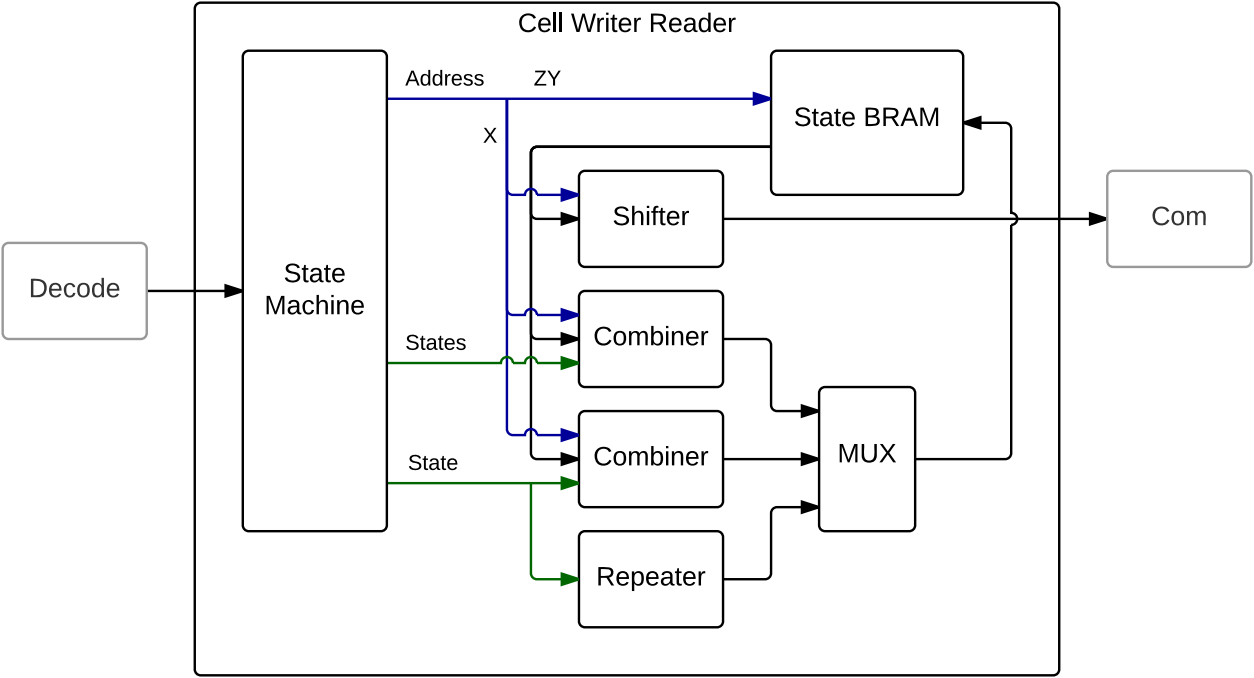 Cell Writer Reader
Address
ZY
State BRAM
X
Shifter
Com
Decode
State
Machine
Combiner
States
Combiner
MUX
State
Repeater